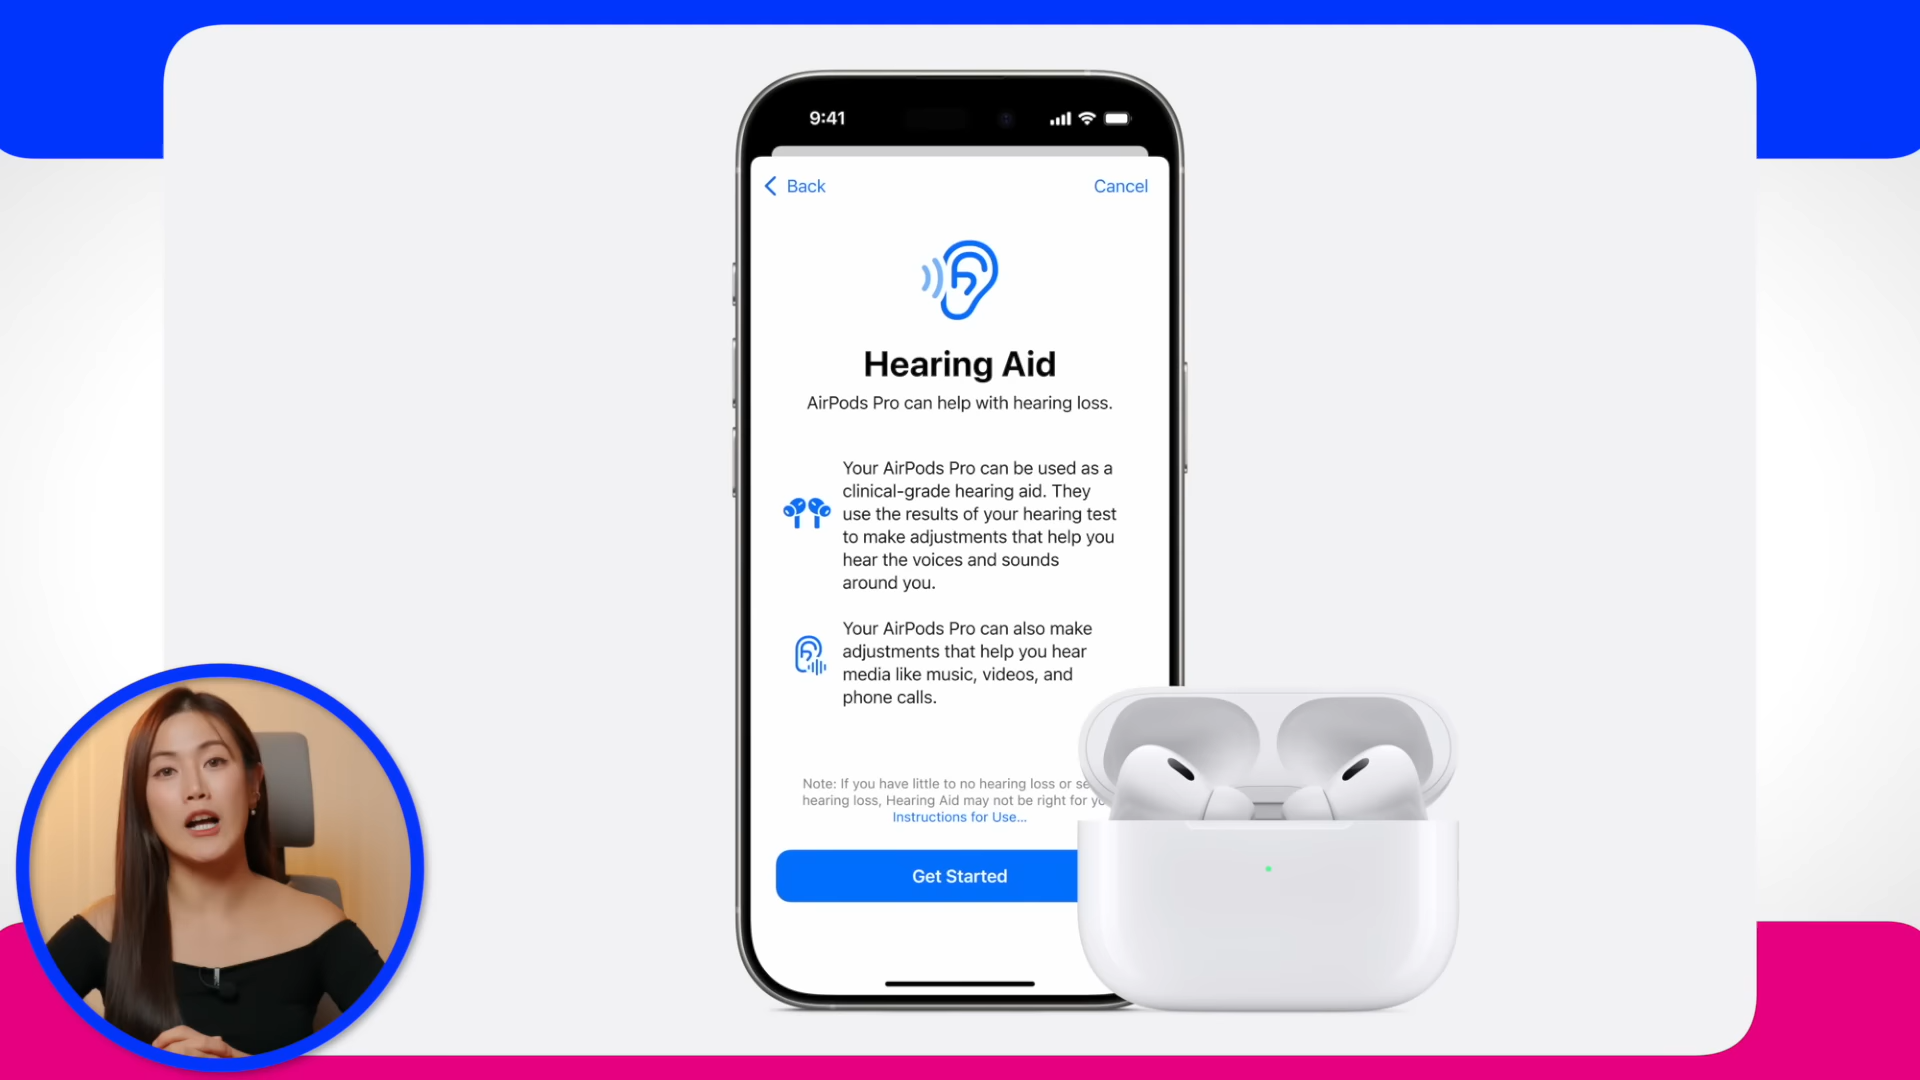 9:41
Back
Cancel
Hearing Aid
AirPods Pro can help with hearing loss.
Your AirPods Pro can be used as a
clinical-grade hearing aid. They
use the results of your hearing test
to make adjustments that help you
hear the voices and sounds
around you.
Your AirPods Pro can also make
adjustments that help you hear
media like music, videos, and
phone calls.
Note: If you have little to no hearing loss or
hearing loss, Hearing Aid may not be right for
Instructions for Use...
Get Started